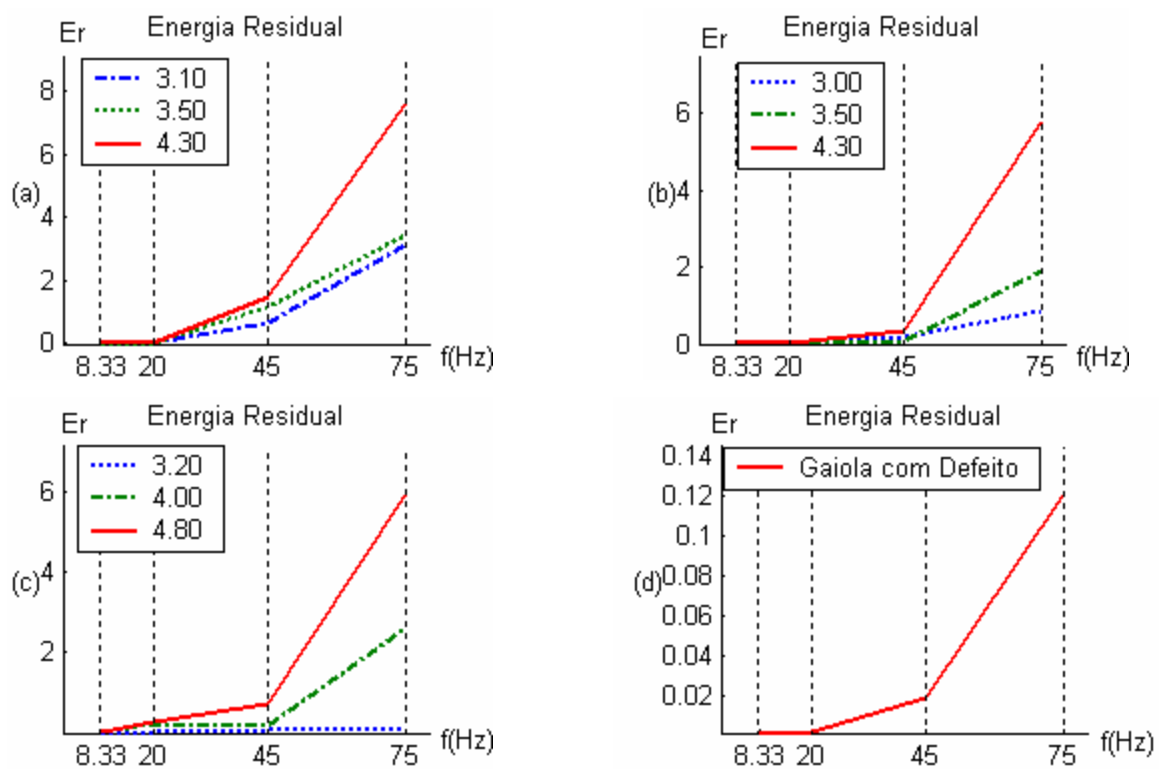 Er Energia Residual
3.10
3.50
4.30
8
6
(a)
4
2
0
8.33 20 45 75 f(Hz)
Er Energia Residual
3.00
3.50
4.30
6
(b) 4
2
0
8.33 20 45 75 f(Hz)
Er Energia Residual
3.20
4.00
4.80
6
4
(c)
2
8.33 20 45 75 f(Hz)
Er Energia Residual
Gaiola com Defeito
0.14
0.12
0.1
(d) 0.08
0.06
0.04
0.02
8.33 20 45 75 f(Hz)